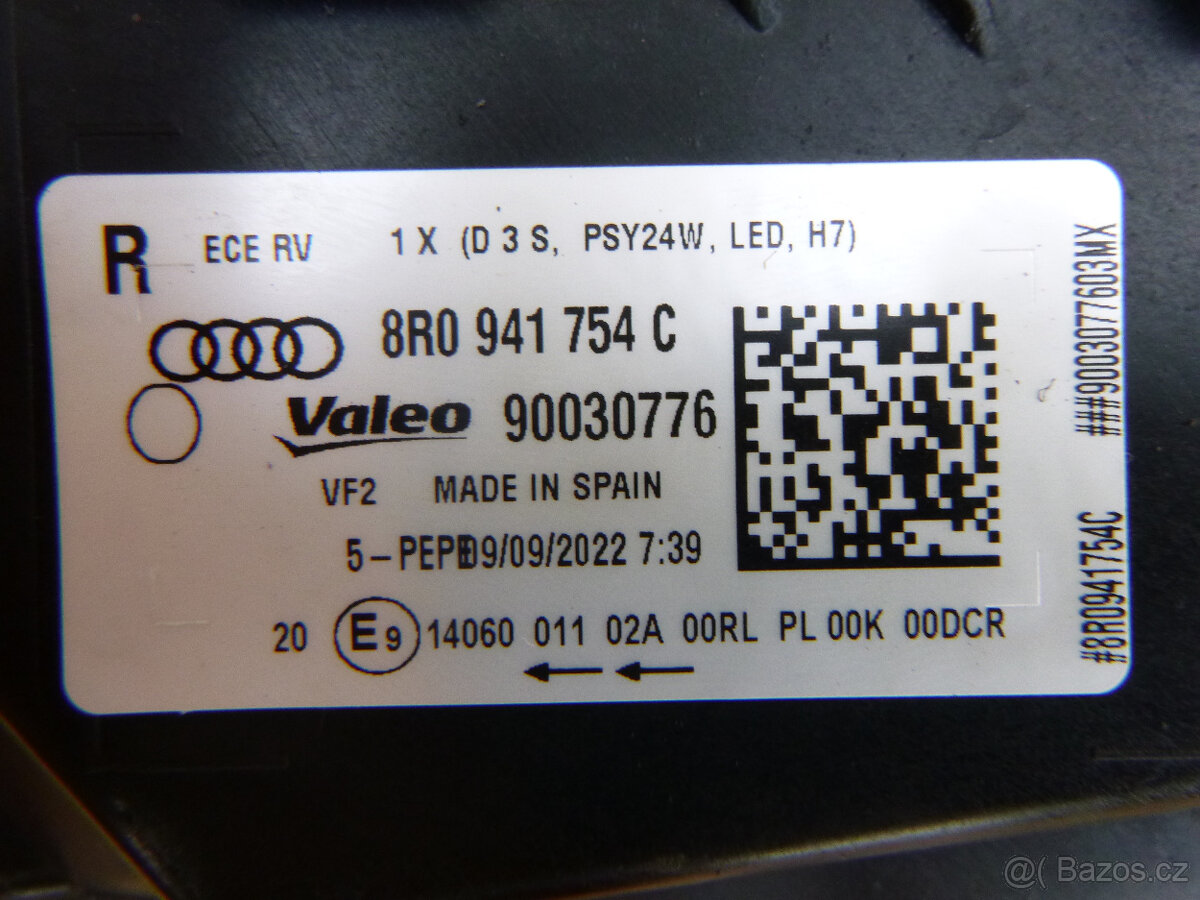 R ECE RV 1 X (D 3 S, PSY24W, LED, H7)
8R0 941 754 C
Valeo 90030776
VF2 MADE IN SPAIN
09/09/2022 7:39
20 E9 14060 011 02A 00RL PL 00K 00DCR
###9003077603MX
#8R0941754C
@( Bazos.cz